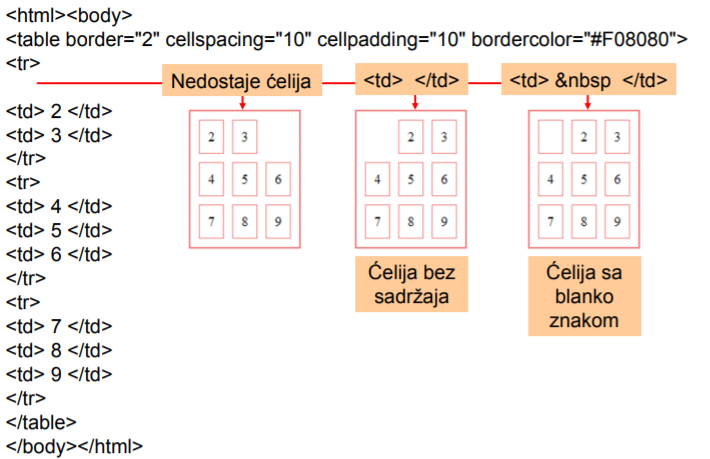 <html><body>
<table border="2" cellspacing="10" cellpadding="10" bordercolor="#F08080">
<tr>
Nedostaje ćelija
<td>  </td>
<td> &nbsp  </td>
<td> 2 </td>
<td> 3 </td>
</tr>
<tr>
<td> 4 </td>
<td> 5 </td>
<td> 6 </td>
</tr>
<tr>
<td> 7 </td>
<td> 8 </td>
<td> 9 </td>
</tr>
</table>
</body></html>
2 3
4 5 6
7 8 9
2 3
4 5 6
7 8 9
Ćelija bez
sadržaja
2 3
4 5 6
7 8 9
Ćelija sa
blanko
znakom